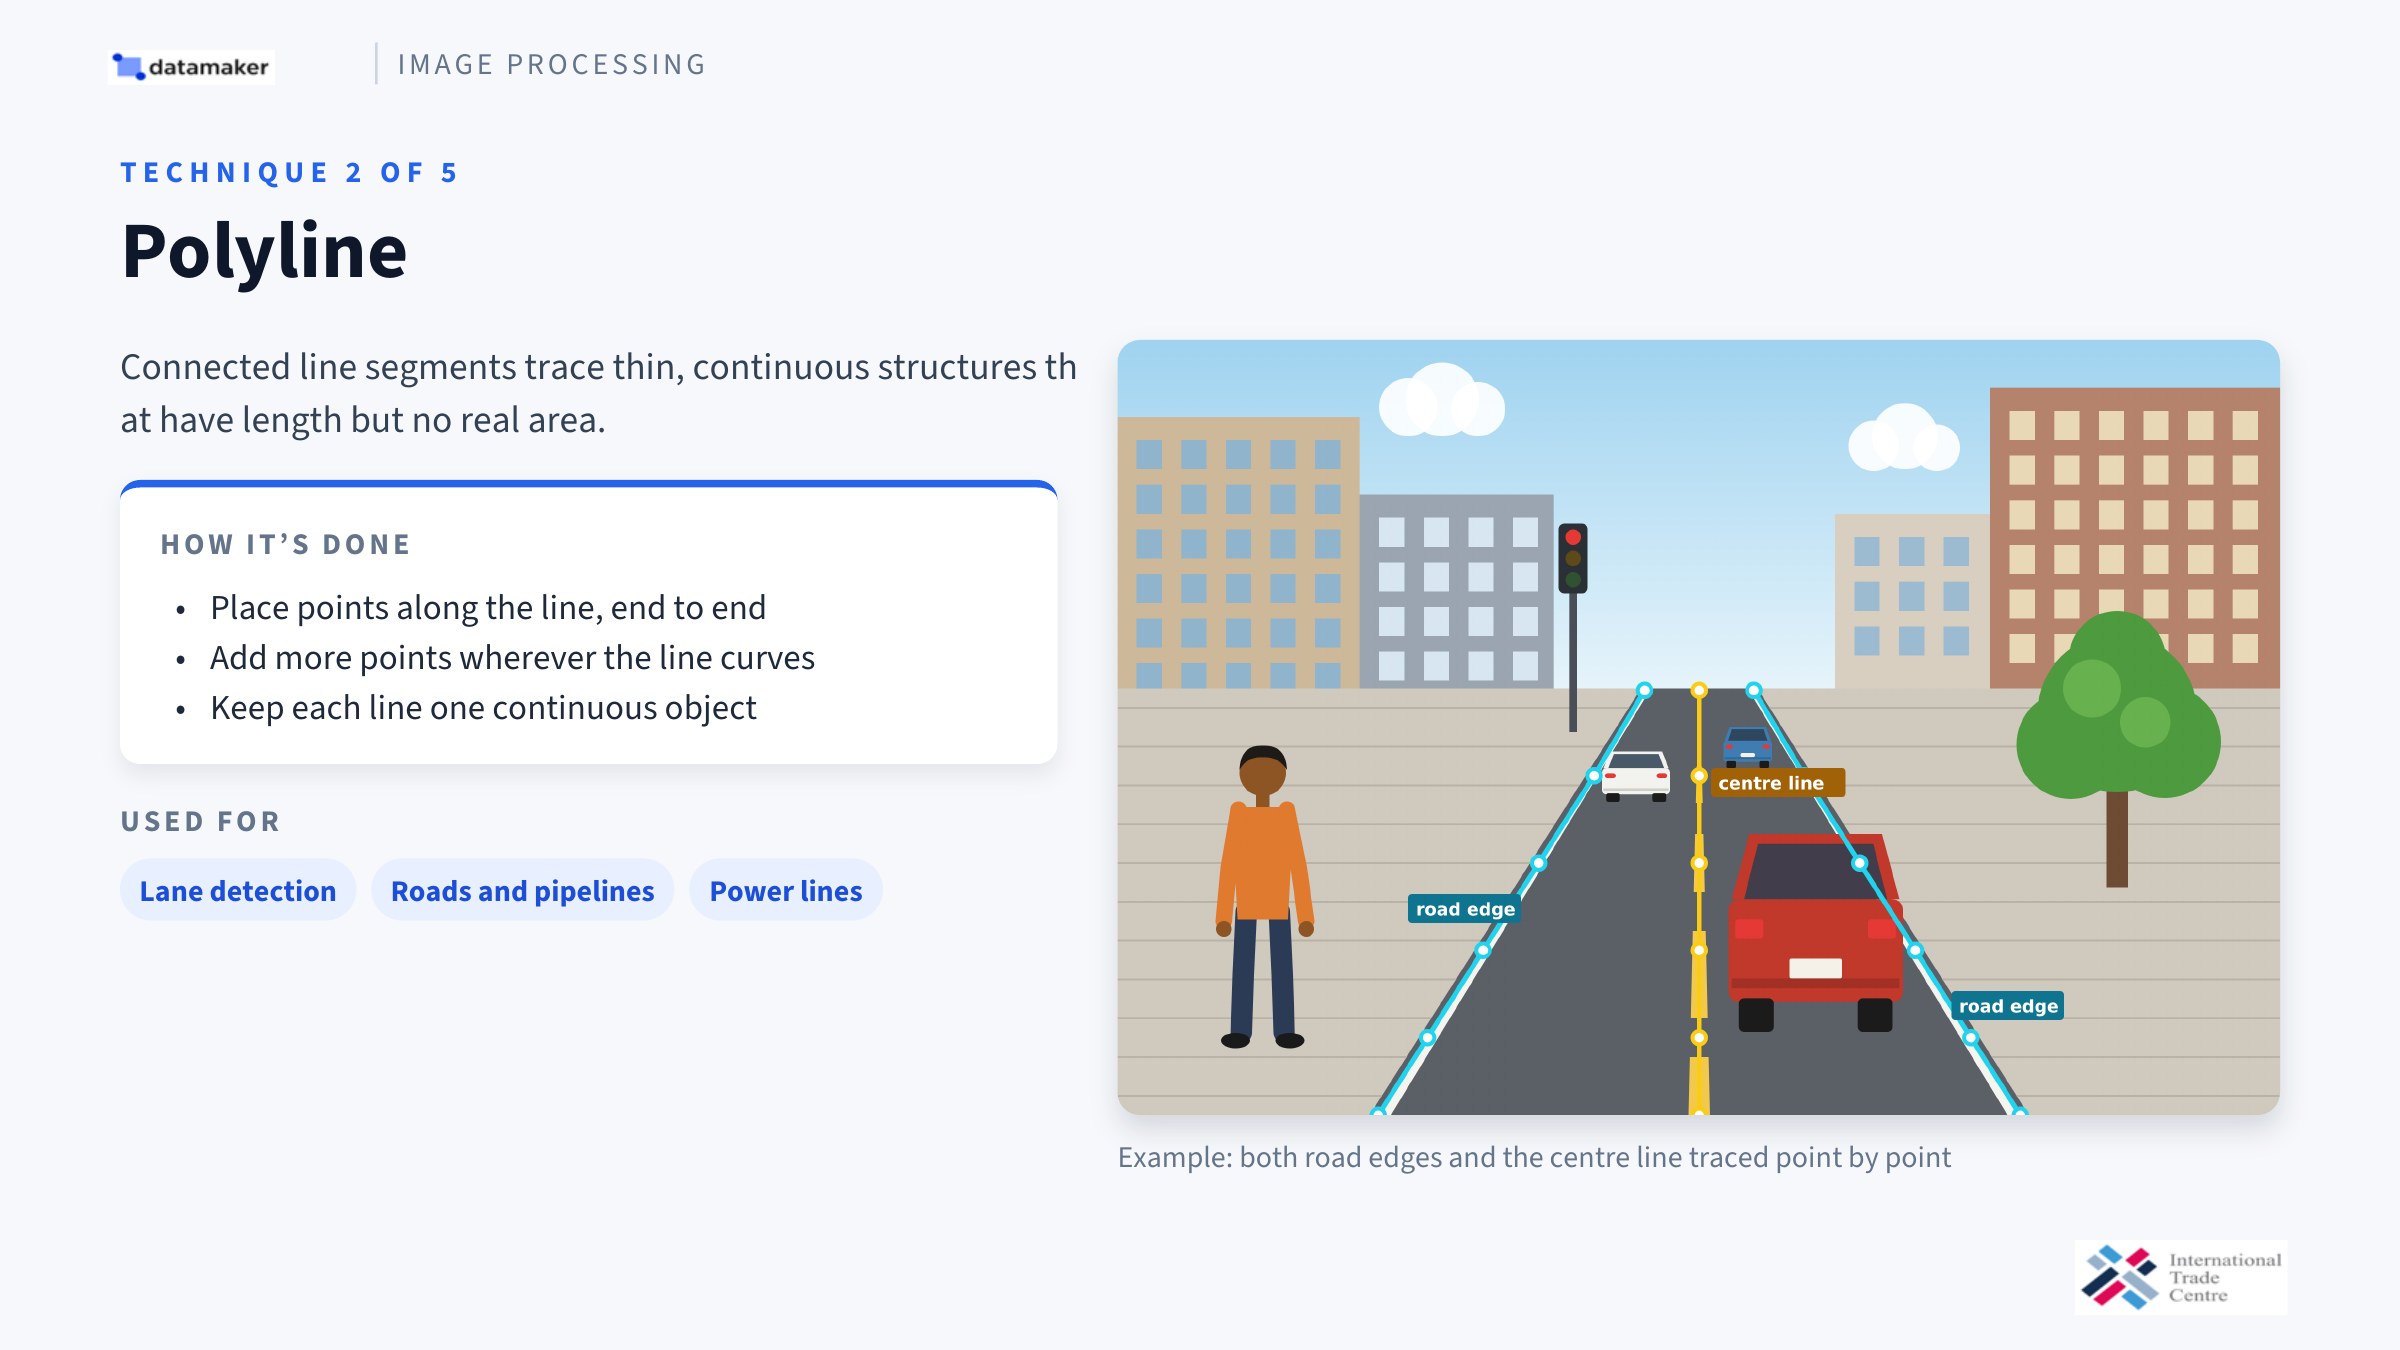 datamaker
IMAGE PROCESSING
TECHNIQUE 2 OF 5
Polyline
Connected line segments trace thin, continuous structures th
at have length but no real area.
HOW IT’S DONE
• Place points along the line, end to end
• Add more points wherever the line curves
• Keep each line one continuous object
USED FOR
Lane detection
Roads and pipelines
Power lines
centre line
road edge
road edge
Example: both road edges and the centre line traced point by point
International
Trade
Centre